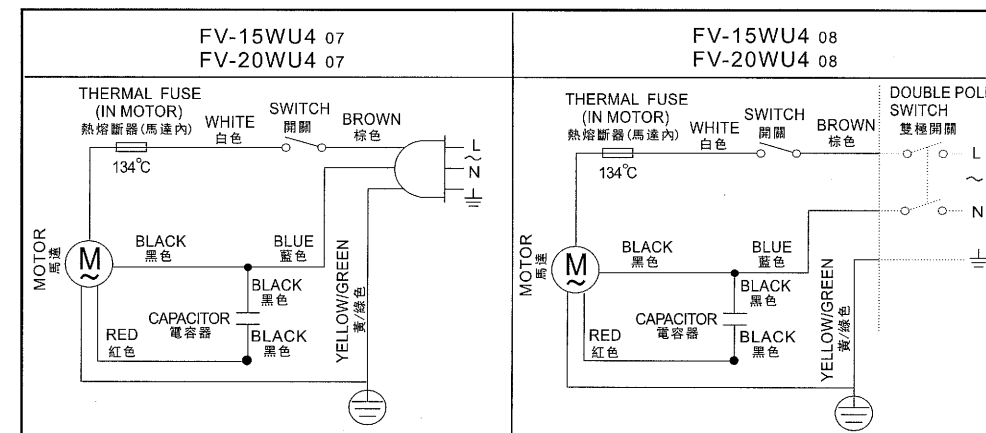 FV-15WU4 07
FV-20WU4 07
THERMAL FUSE
(IN MOTOR)
熱熔斷器(馬達內)
134℃
WHITE
白色
SWITCH
開關
BROWN
棕色
L
~
N
MOTOR
馬達
M
~
BLACK
黑色
BLUE
藍色
BLACK
黑色
CAPACITOR
電容器
BLACK
黑色
RED
紅色
YELLOW/GREEN
黃/綠色
FV-15WU4 08
FV-20WU4 08
THERMAL FUSE
(IN MOTOR)
熱熔斷器(馬達內)
134℃
WHITE
白色
SWITCH
開關
BROWN
棕色
DOUBLE POL
SWITCH
雙極開關
L
~
N
MOTOR
馬達
M
~
BLACK
黑色
BLUE
藍色
BLACK
黑色
CAPACITOR
電容器
BLACK
黑色
RED
紅色
YELLOW/GREEN
黃/綠色